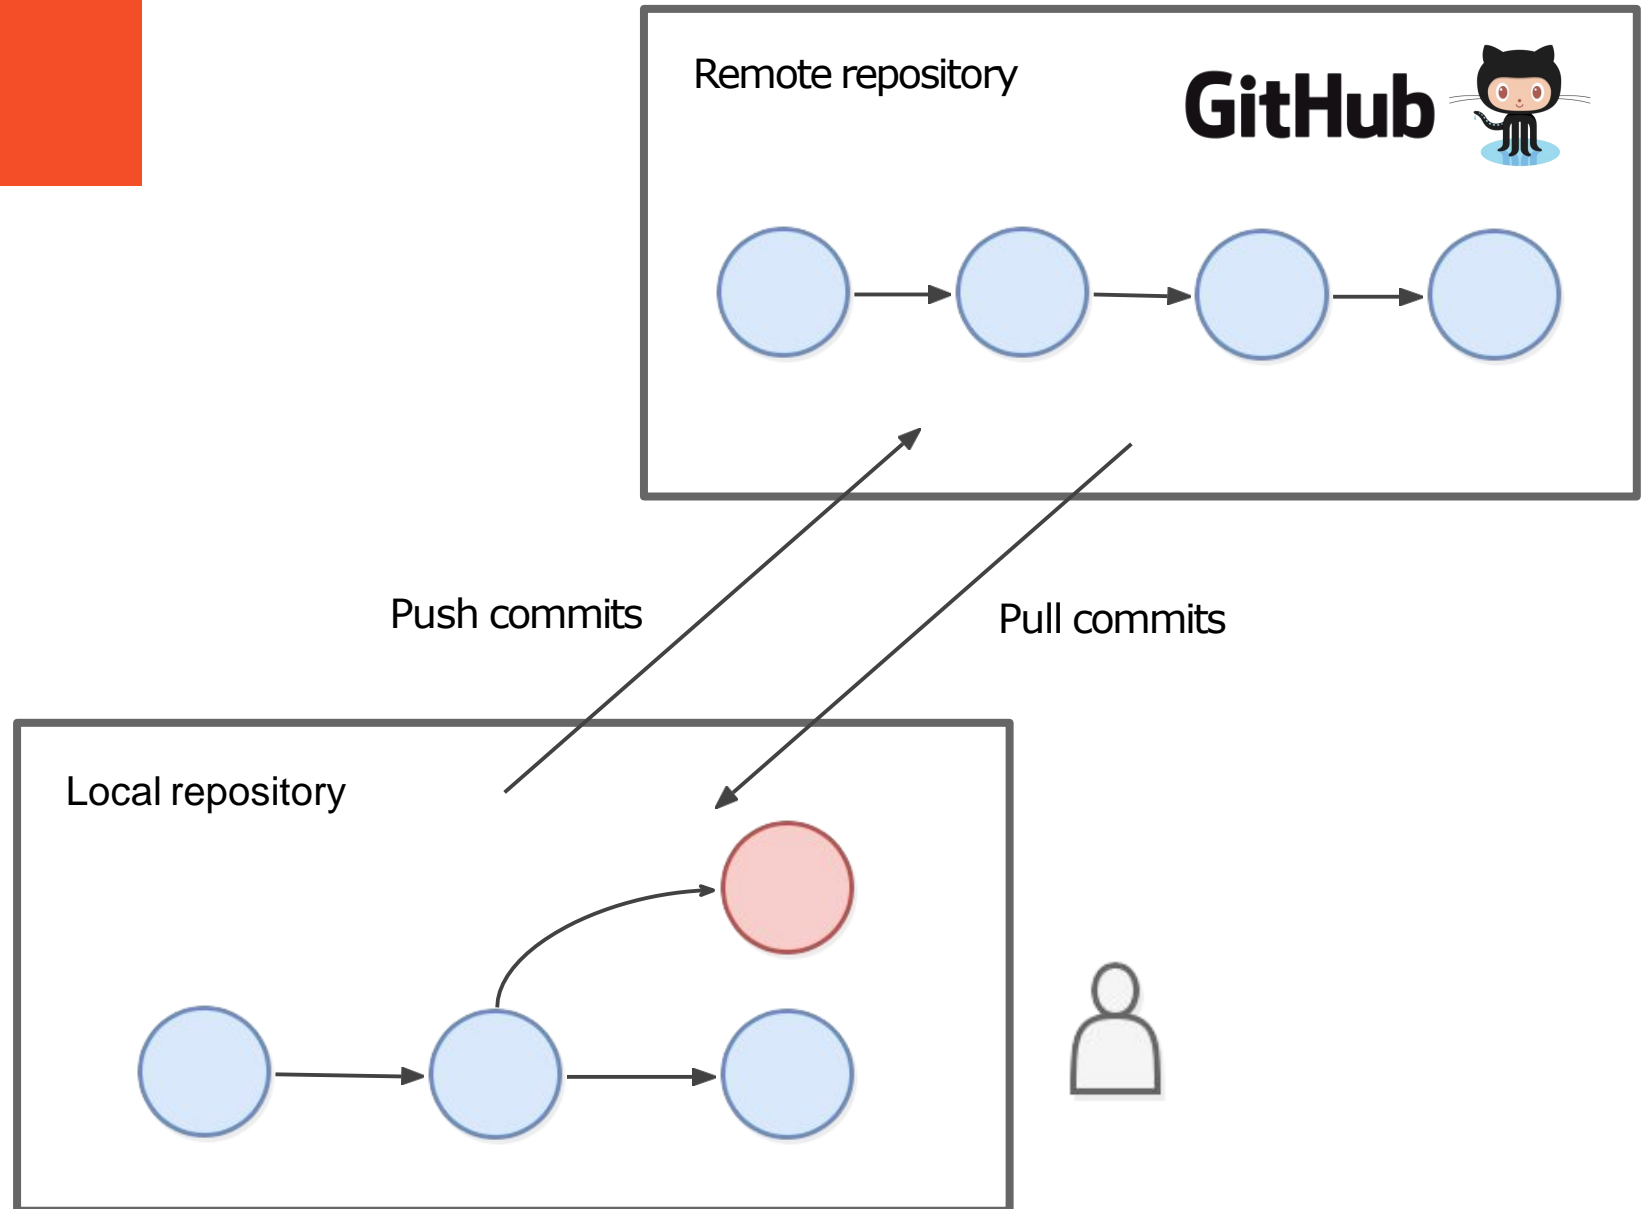 Remote repository
GitHub
Push commits
Pull commits
Local repository